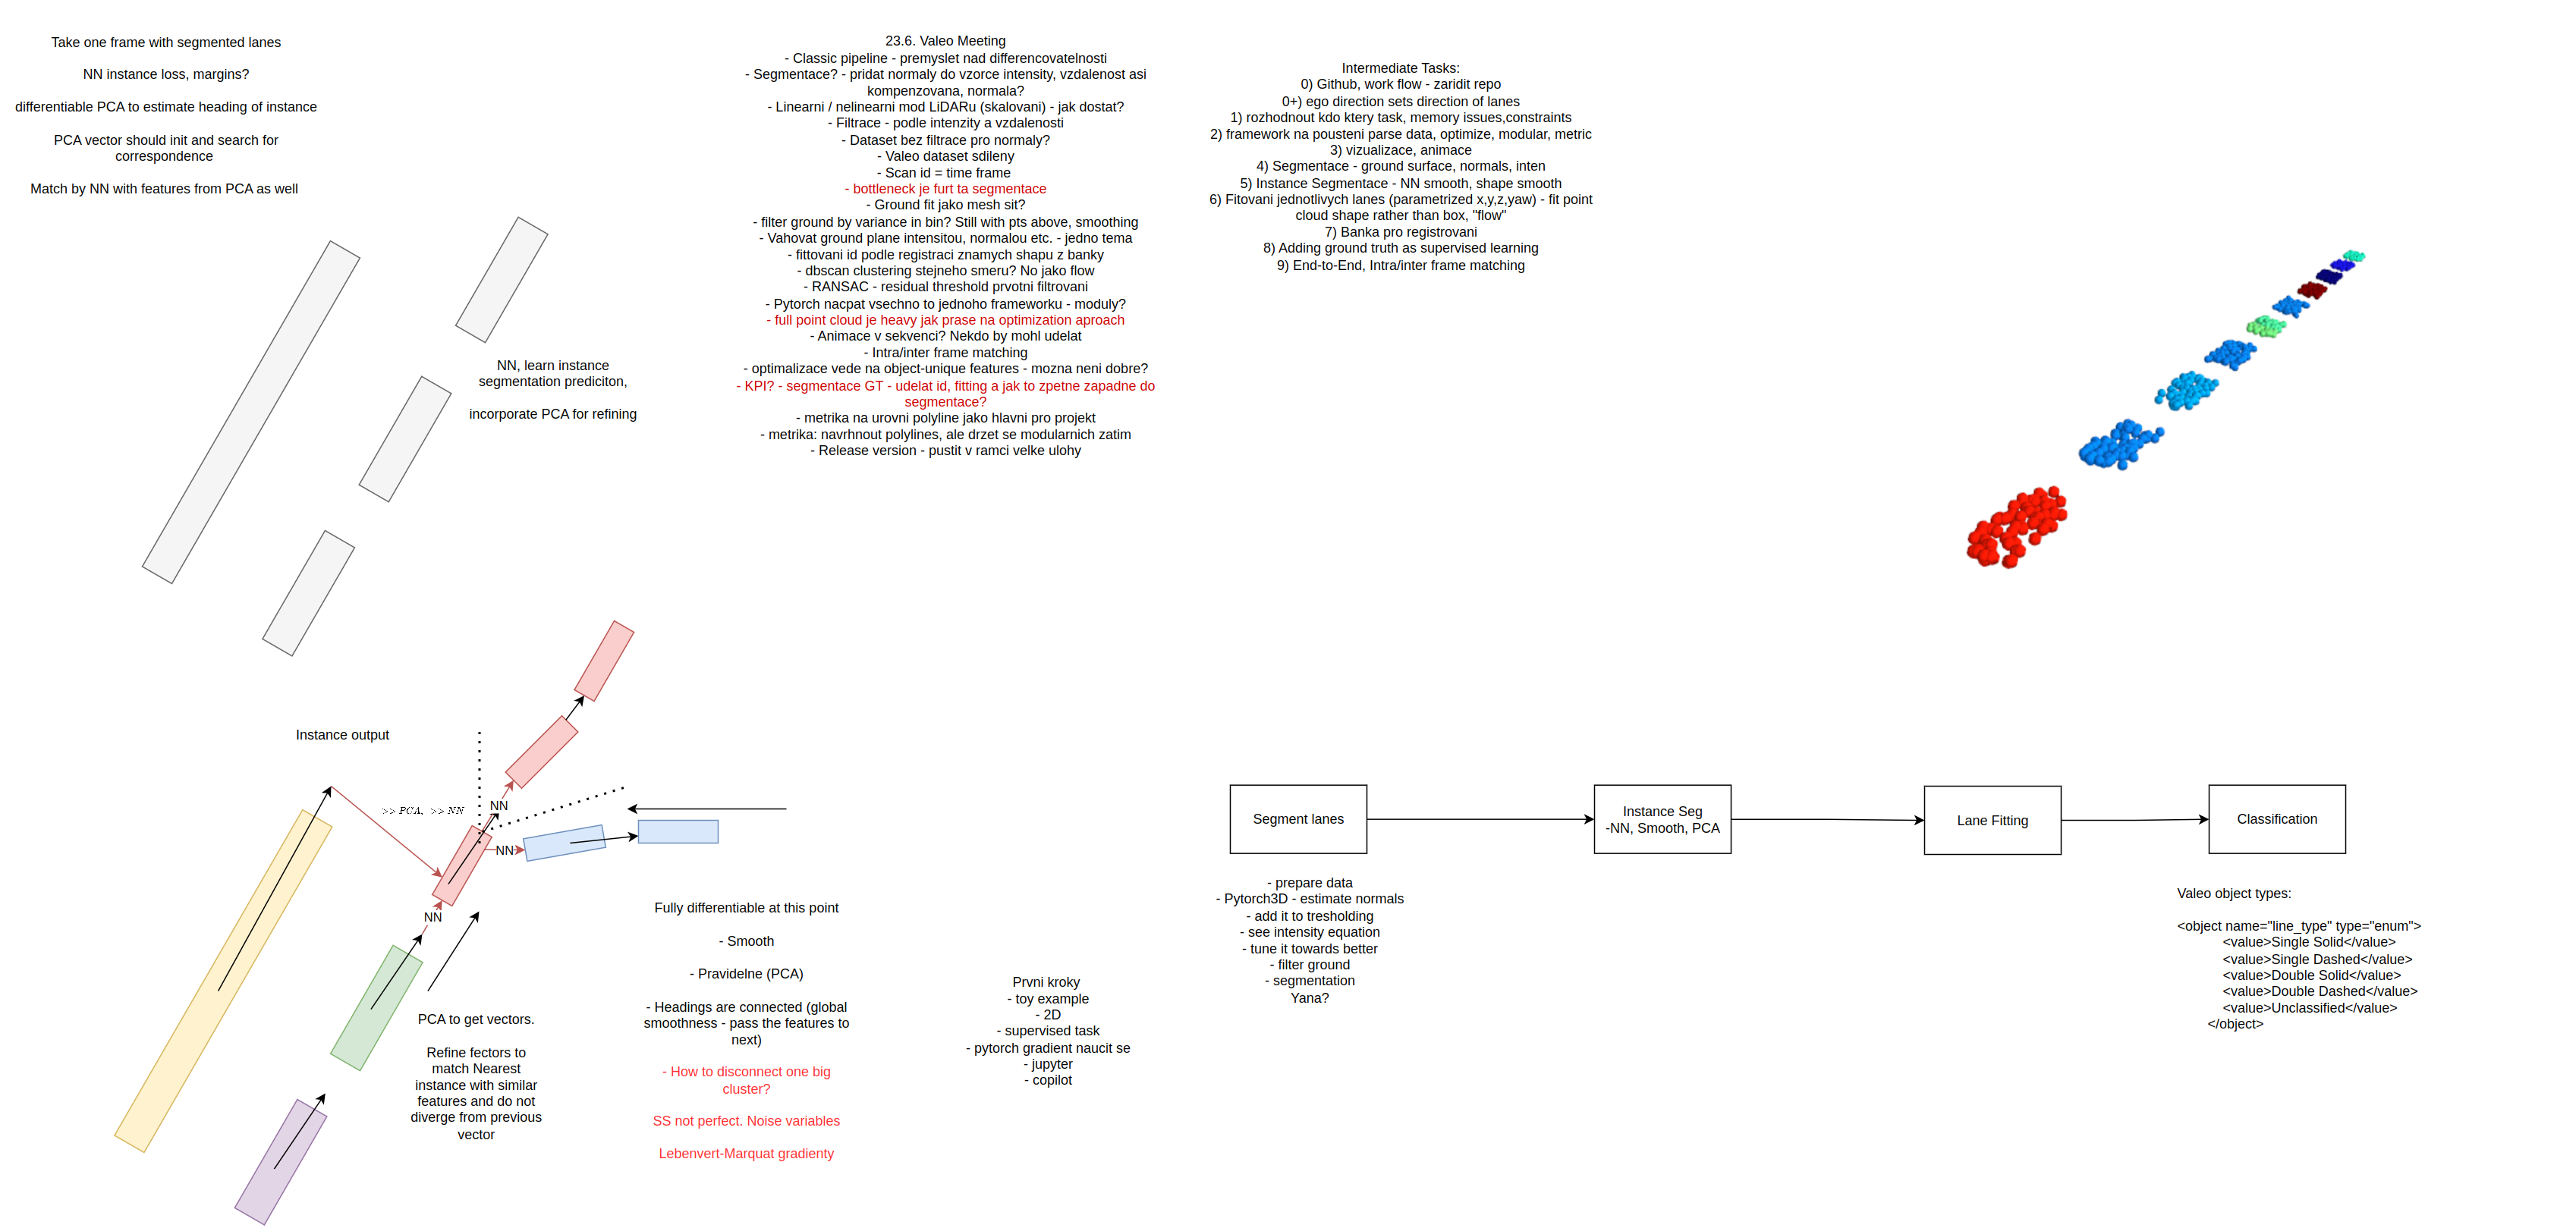 Take one frame with segmented lanes
NN instance loss, margins?
differentiable PCA to estimate heading of instance
PCA vector should init and search for
correspondence
Match by NN with features from PCA as well
NN, learn instance
segmentation prediciton,
incorporate PCA for refining
23.6. Valeo Meeting
- Classic pipeline - premyslet nad differencovatelnosti
- Segmentace? - pridat normaly do vzorce intensity, vzdalenost asi
kompenzovana, normala?
- Linearni / nelinearni mod LiDARu (skalovani) - jak dostat?
- Filtrace - podle intenzity a vzdalenosti
- Dataset bez filtrace pro normaly?
- Valeo dataset sdileny
- Scan id = time frame
- bottleneck je furt ta segmentace
- Ground fit jako mesh sit?
- filter ground by variance in bin? Still with pts above, smoothing
- Vahovat ground plane intensitou, normalou etc. - jedno tema
- fittovani id podle registraci znamych shapu z banky
- dbscan clustering stejneho smeru? No jako flow
- RANSAC - residual threshold prvotni filtrovani
- Pytorch nacpat vsechno to jednoho frameworku - moduly?
- full point cloud je heavy jak prase na optimization aproach
- Animace v sekvenci? Nekdo by mohl udelat
- Intra/inter frame matching
- optimalizace vede na object-unique features - mozna neni dobre?
- KPI? - segmentace GT - udelat id, fitting a jak to zpetne zapadne do
segmentace?
- metrika na urovni polyline jako hlavni pro projekt
- metrika: navrhnout polylines, ale drzet se modularnich zatim
- Release version - pustit v ramci velke ulohy
Intermediate Tasks:
0) Github, work flow - zaridit repo
0+) ego direction sets direction of lanes
1) rozhodnout kdo ktery task, memory issues,constraints
2) framework na pousteni parse data, optimize, modular, metric
3) vizualizace, animace
4) Segmentace - ground surface, normals, inten
5) Instance Segmentace - NN smooth, shape smooth
6) Fitovani jednotlivych lanes (parametrized x,y,z,yaw) - fit point
cloud shape rather than box, "flow"
7) Banka pro registrovani
8) Adding ground truth as supervised learning
9) End-to-End, Intra/inter frame matching
Instance output
>> PCA, >> NN
NN
NN
NN
PCA to get vectors.
Refine fectors to
match Nearest
instance with similar
features and do not
diverge from previous
vector
Fully differentiable at this point
- Smooth
- Pravidelne (PCA)
- Headings are connected (global
smoothness - pass the features to
next)
- How to disconnect one big
cluster?
SS not perfect. Noise variables
Lebenvert-Marquat gradienty
Prvni kroky
- toy example
- 2D
- supervised task
- pytorch gradient naucit se
- jupyter
- copilot
Segment lanes
Instance Seg
-NN, Smooth, PCA
Lane Fitting
Classification
- prepare data
- Pytorch3D - estimate normals
- add it to tresholding
- see intensity equation
- tune it towards better
- filter ground
- segmentation
Yana?
Valeo object types:
<object name="line_type" type="enum">
<value>Single Solid</value>
<value>Single Dashed</value>
<value>Double Solid</value>
<value>Double Dashed</value>
<value>Unclassified</value>
</object>